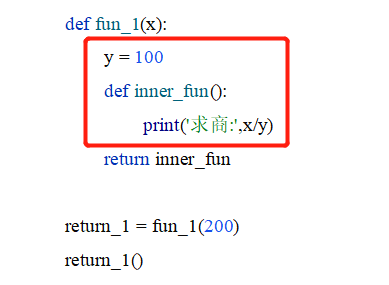 def fun_1(x):
y = 100
def inner_fun():
print('求商:',x/y)
return inner_fun
return_1 = fun_1(200)
return_1()